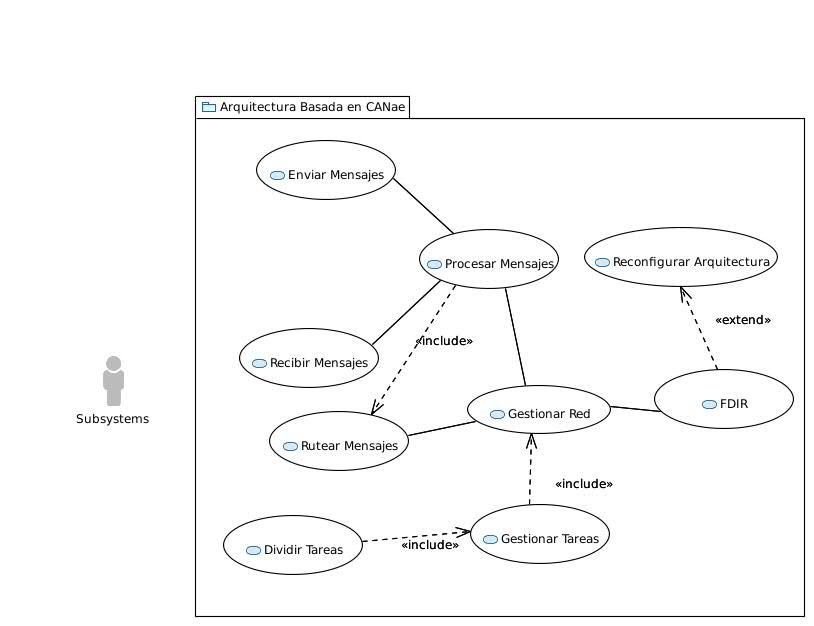 Arquitectura Basada en CANae
Enviar Mensajes
Procesar Mensajes
Reconfigurar Arquitectura
«extend»
«include»
Recibir Mensajes
FDIR
Gestionar Red
Subsystems
Rutear Mensajes
«include»
Gestionar Tareas
Dividir Tareas
«include»